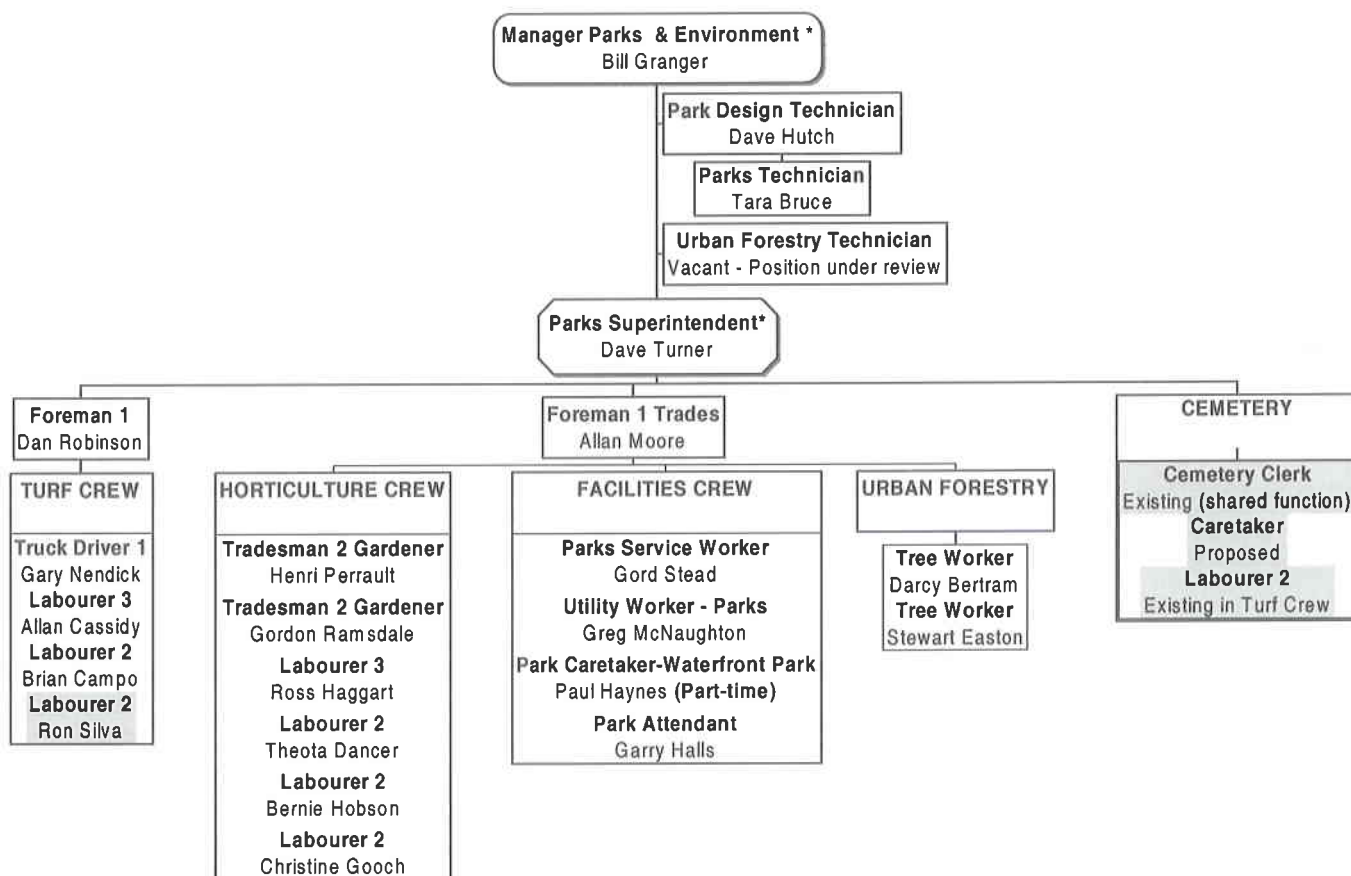 Manager Parks & Environment *
Bill Granger
Park Design Technician
Dave Hutch
Parks Technician
Tara Bruce
Urban Forestry Technician
Vacant - Position under review
Parks Superintendent*
Dave Turner
Foreman 1
Dan Robinson
TURF CREW
Truck Driver 1
Gary Nendick
Labourer 3
Allan Cassidy
Labourer 2
Brian Campo
Labourer 2
Ron Silva
Foreman 1 Trades
Allan Moore
HORTICULTURE CREW
Tradesman 2 Gardener
Henri Perrault
Tradesman 2 Gardener
Gordon Ramsdale
Labourer 3
Ross Haggart
Labourer 2
Theota Dancer
Labourer 2
Bernie Hobson
Labourer 2
Christine Gooch
FACILITIES CREW
Parks Service Worker
Gord Stead
Utility Worker - Parks
Greg McNaughton
Park Caretaker-Waterfront Park
Paul Haynes (Part-time)
Park Attendant
Garry Halls
URBAN FORESTRY
Tree Worker
Darcy Bertram
Tree Worker
Stewart Easton
CEMETERY
Cemetery Clerk
Existing (shared function)
Caretaker
Proposed
Labourer 2
Existing in Turf Crew